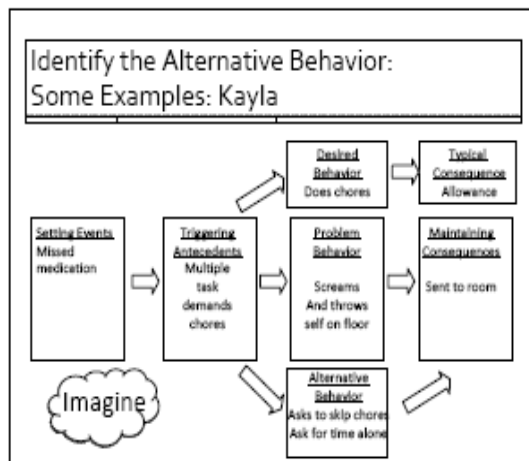 Identify the Alternative Behavior:
Some Examples: Kayla
Desired
Behavior
Does chores
Typical
Consequence
Allowance
Setting Events
Missed
medication
Triggering
Antecedents
Multiple
task
demands
chores
Problem
Behavior
Screams
And throws
self on floor
Maintaining
Consequences
Sent to room
Alternative
Behavior
Asks to skip chores
Ask for time alone
Imagine